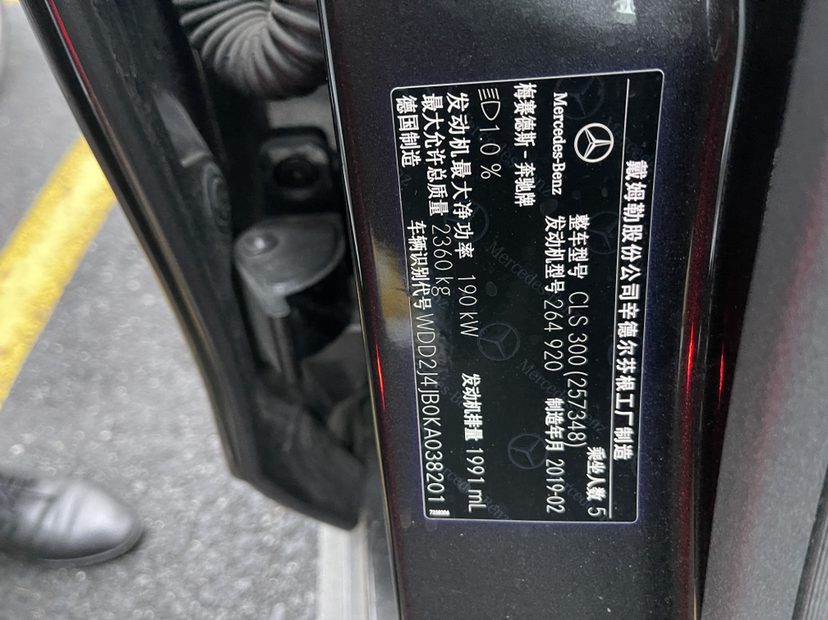 戴姆勒股份公司辛德尔芬根工厂制造
Mercedes-Benz
梅赛德斯-奔驰牌
乘坐人数 5
整车型号 CLS 300 (257348)
发动机型号 264 920
制造年月 2019-02
1.0 %
发动机最大净功率 190 kW
发动机排量 1991 mL
最大允许总质量 2360 kg
德国制造
车辆识别代号 WDD2J4JB0KA038201